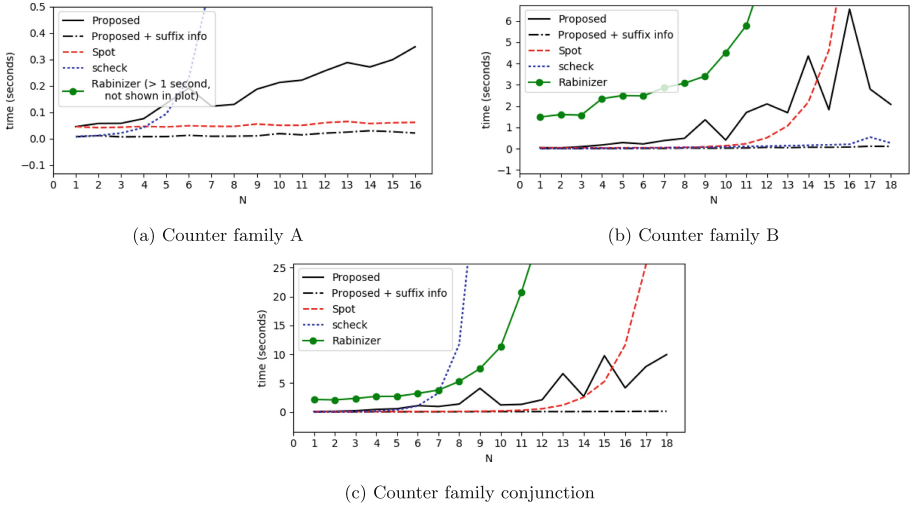 0.5
0.4
0.3
0.2
0.1
0.0
−0.1
time (seconds)
Proposed
Proposed + suffix info
Spot
scheck
Rabinizer (> 1 second,
not shown in plot)
0 1 2 3 4 5 6 7 8 9 10 11 12 13 14 15 16
N
(a) Counter family A
6
5
4
3
2
1
0
−1
time (seconds)
Proposed
Proposed + suffix info
Spot
scheck
Rabinizer
0 1 2 3 4 5 6 7 8 9 10 11 12 13 14 15 16 17 18
N
(b) Counter family B
25
20
15
10
5
0
time (seconds)
Proposed
Proposed + suffix info
Spot
scheck
Rabinizer
0 1 2 3 4 5 6 7 8 9 10 11 12 13 14 15 16 17 18
N
(c) Counter family conjunction